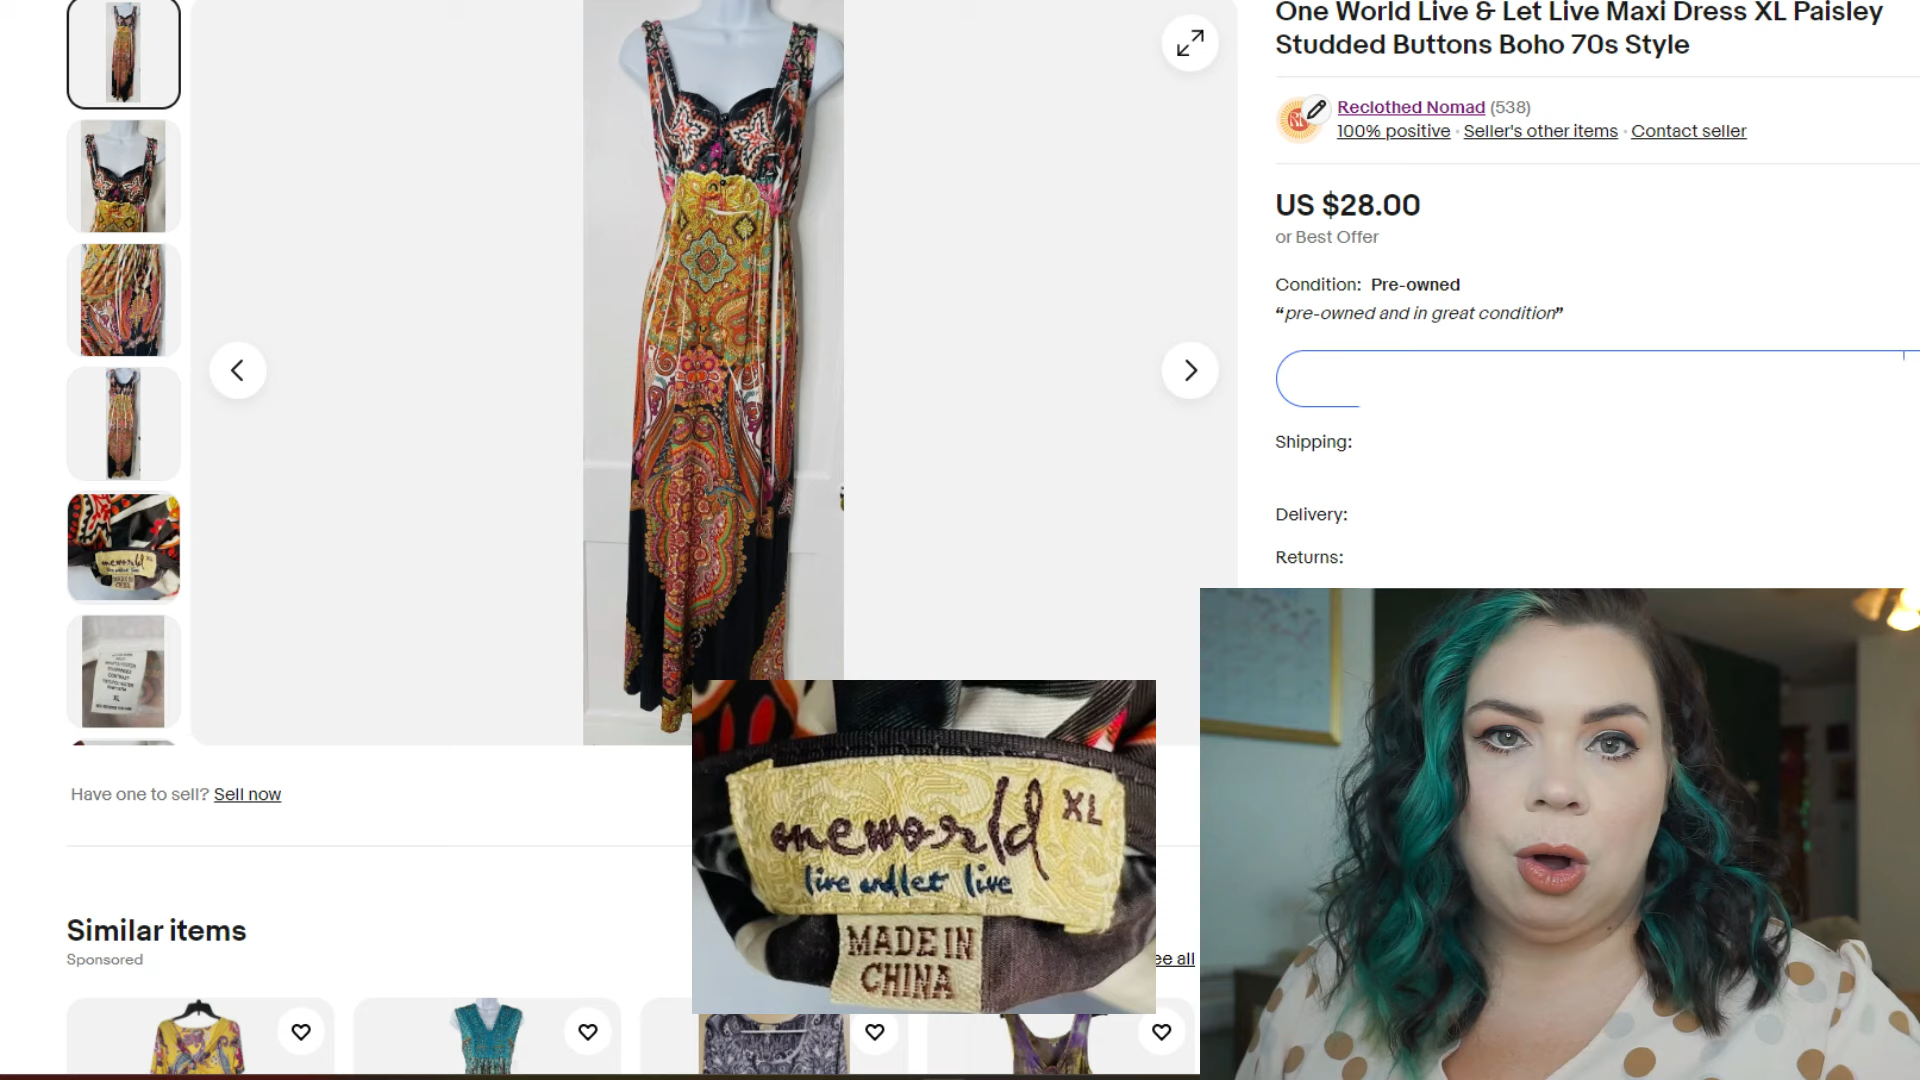 One World Live & Let Live Maxi Dress XL Paisley
Studded Buttons Boho 70s Style
Reclothed Nomad (538)
100% positive · Seller's other items · Contact seller
US $28.00
or Best Offer
Condition: Pre-owned
“pre-owned and in great condition”
Shipping:
Delivery:
Returns:
Have one to sell? Sell now
Similar items
Sponsored
ee all
oneworld XL
live and let live
MADE IN
CHINA
XL